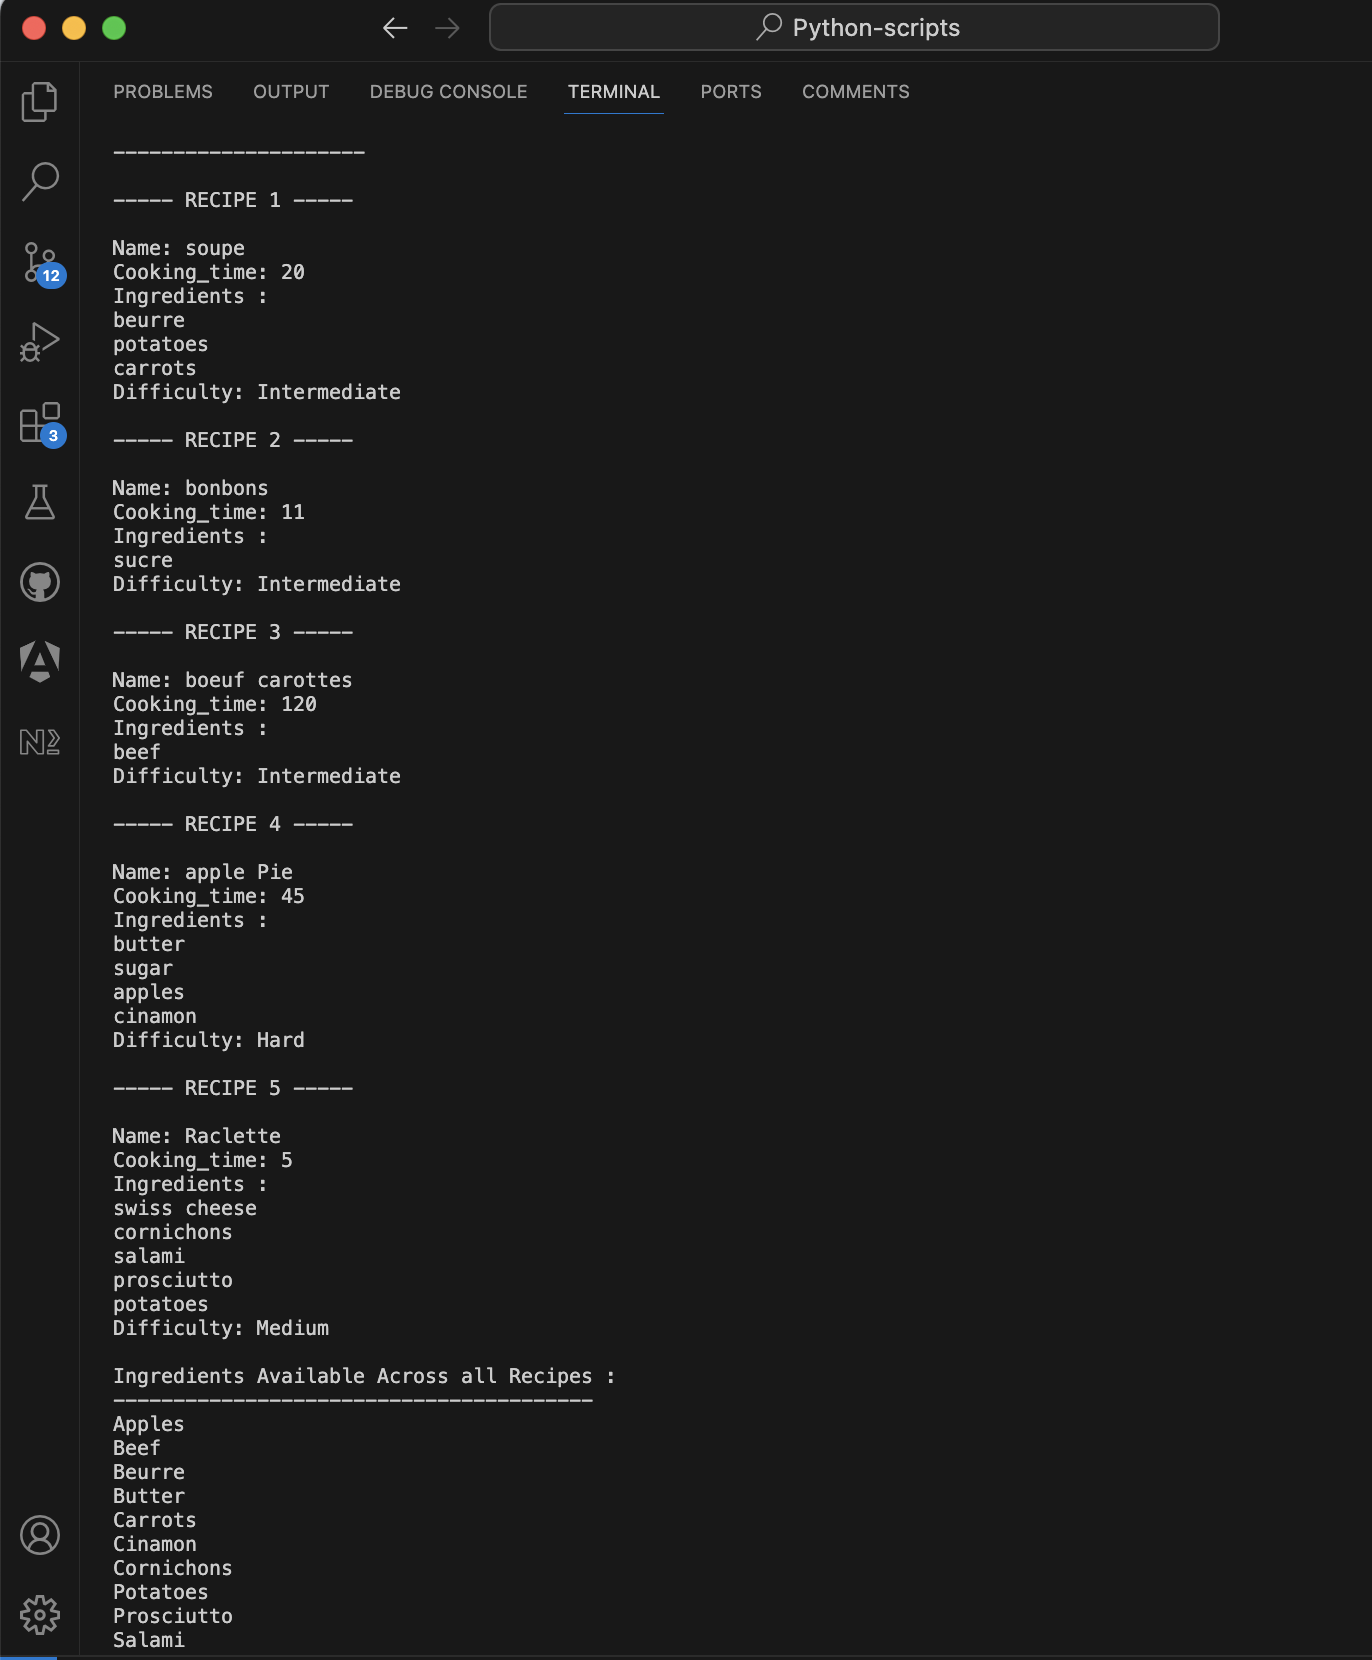 Python-scripts
PROBLEMS OUTPUT DEBUG CONSOLE TERMINAL PORTS COMMENTS
---------------------
----- RECIPE 1 -----
Name: soupe
Cooking_time: 20
Ingredients :
beurre
potatoes
carrots
Difficulty: Intermediate
----- RECIPE 2 -----
Name: bonbons
Cooking_time: 11
Ingredients :
sucre
Difficulty: Intermediate
----- RECIPE 3 -----
Name: boeuf carottes
Cooking_time: 120
Ingredients :
beef
Difficulty: Intermediate
----- RECIPE 4 -----
Name: apple Pie
Cooking_time: 45
Ingredients :
butter
sugar
apples
cinamon
Difficulty: Hard
----- RECIPE 5 -----
Name: Raclette
Cooking_time: 5
Ingredients :
swiss cheese
cornichons
salami
prosciutto
potatoes
Difficulty: Medium
Ingredients Available Across all Recipes :
----------------------------------------
Apples
Beef
Beurre
Butter
Carrots
Cinamon
Cornichons
Potatoes
Prosciutto
Salami
12
3